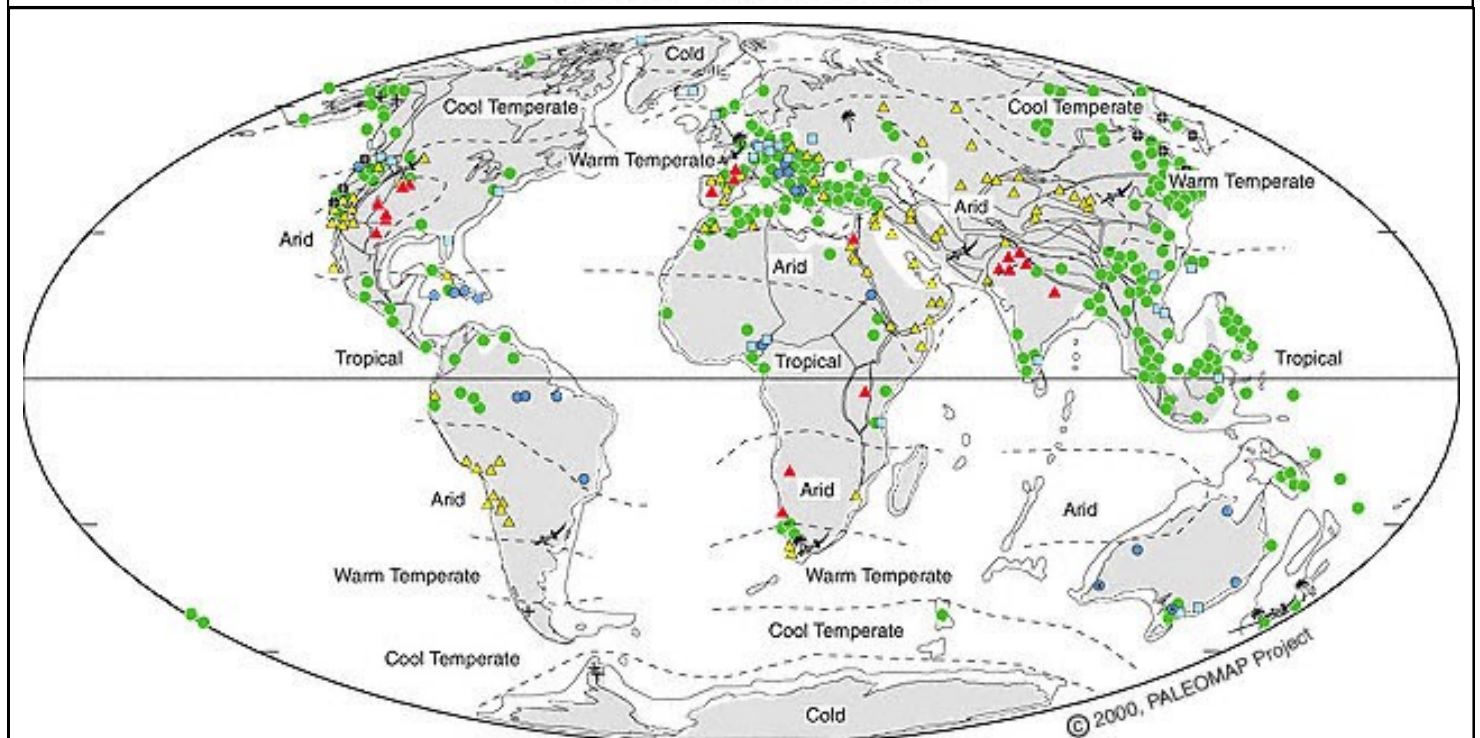 Cold
Cool Temperate
Cool Temperate
Warm Temperate
Warm Temperate
Arid
Arid
Arid
Tropical
Tropical
Tropical
Arid
Arid
Arid
Warm Temperate
Warm Temperate
Cool Temperate
Cool Temperate
Cold
© 2000, PALEOMAP Project